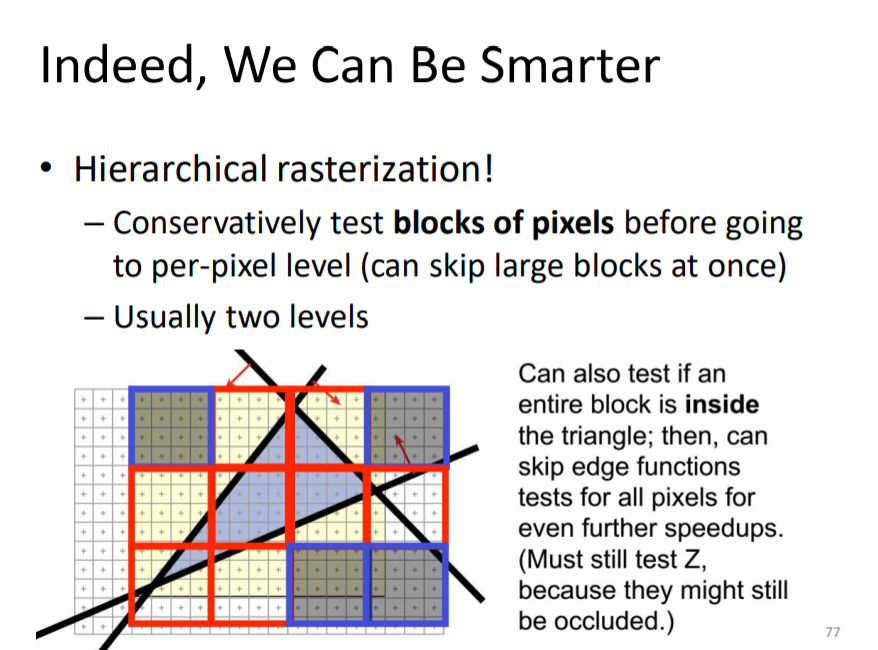 Indeed, We Can Be Smarter
• Hierarchical rasterization!
– Conservatively test blocks of pixels before going
to per-pixel level (can skip large blocks at once)
– Usually two levels
Can also test if an
entire block is inside
the triangle; then, can
skip edge functions
tests for all pixels for
even further speedups.
(Must still test Z,
because they might still
be occluded.)
77